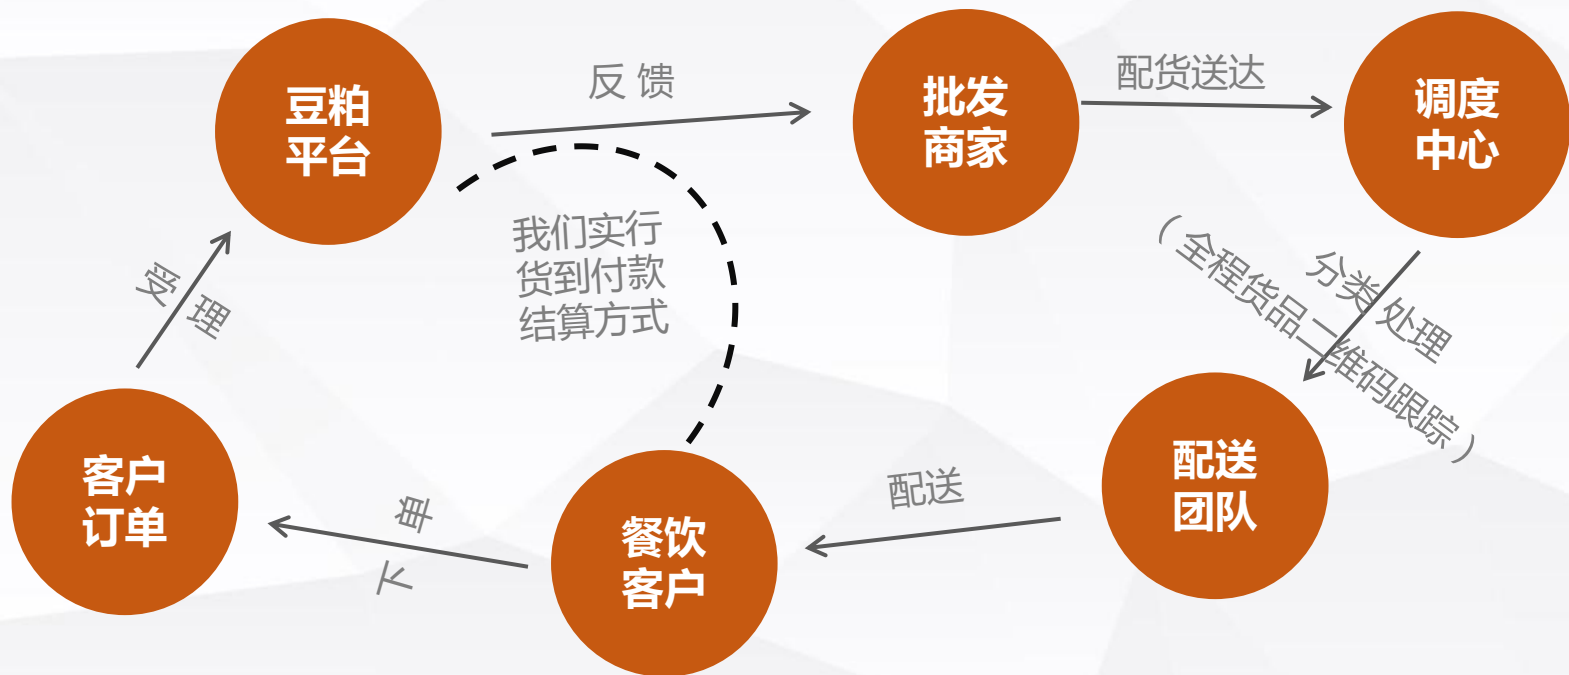 豆粕
平台
反 馈
批发
商家
配货送达
调度
中心
我们实行
货到付款
结算方式
受 理
分类 处理
（ 全程货品二维码跟踪 ）
客户
订单
下 单
餐饮
客户
配送
配送
团队